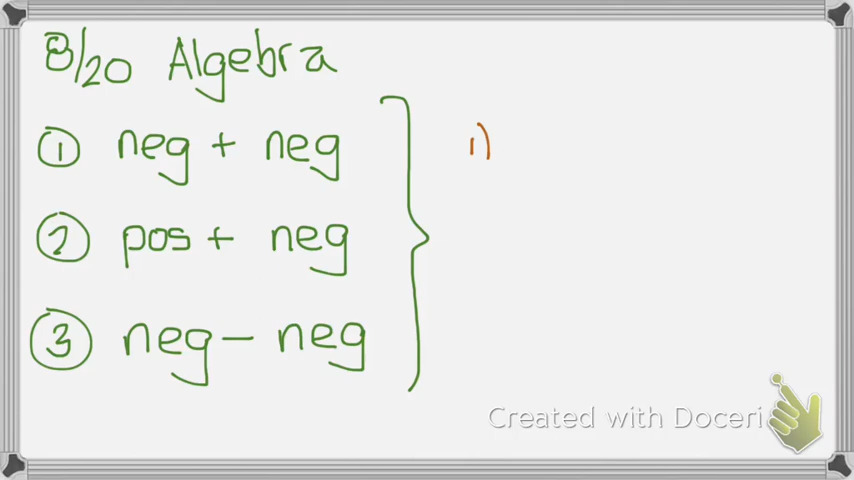 8/20 Algebra
① neg + neg
② pos + neg
③ neg - neg
1)
Created with Doceri